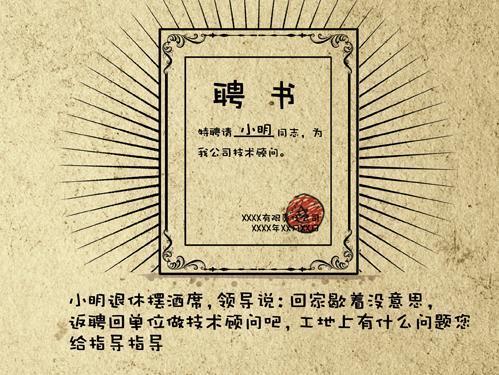 聘 书
特聘请 小明 同志，为
我公司技术顾问。
XXXX有限责任公司
XXXX年XX月XX日
小明退休摆酒席，领导说：回家歇着没意思，
返聘回单位做技术顾问吧，工地上有什么问题您
给指导指导